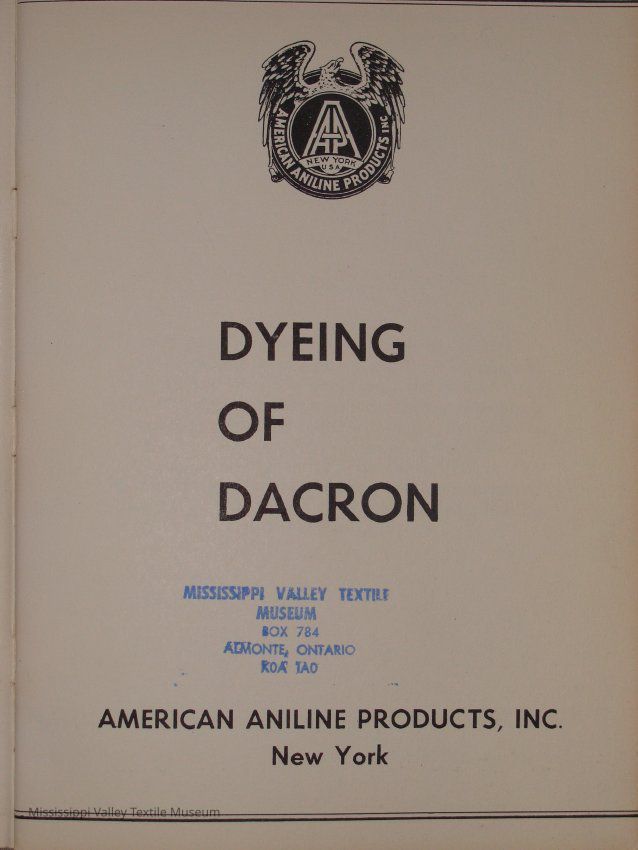 AMERICAN ANILINE PRODUCTS INC
AAP
NEW YORK
USA
DYEING
OF
DACRON
MISSISSIPPI VALLEY TEXTILE
MUSEUM
BOX 784
ALMONTE, ONTARIO
K0A 1A0
AMERICAN ANILINE PRODUCTS, INC.
New York
Mississippi Valley Textile Museum